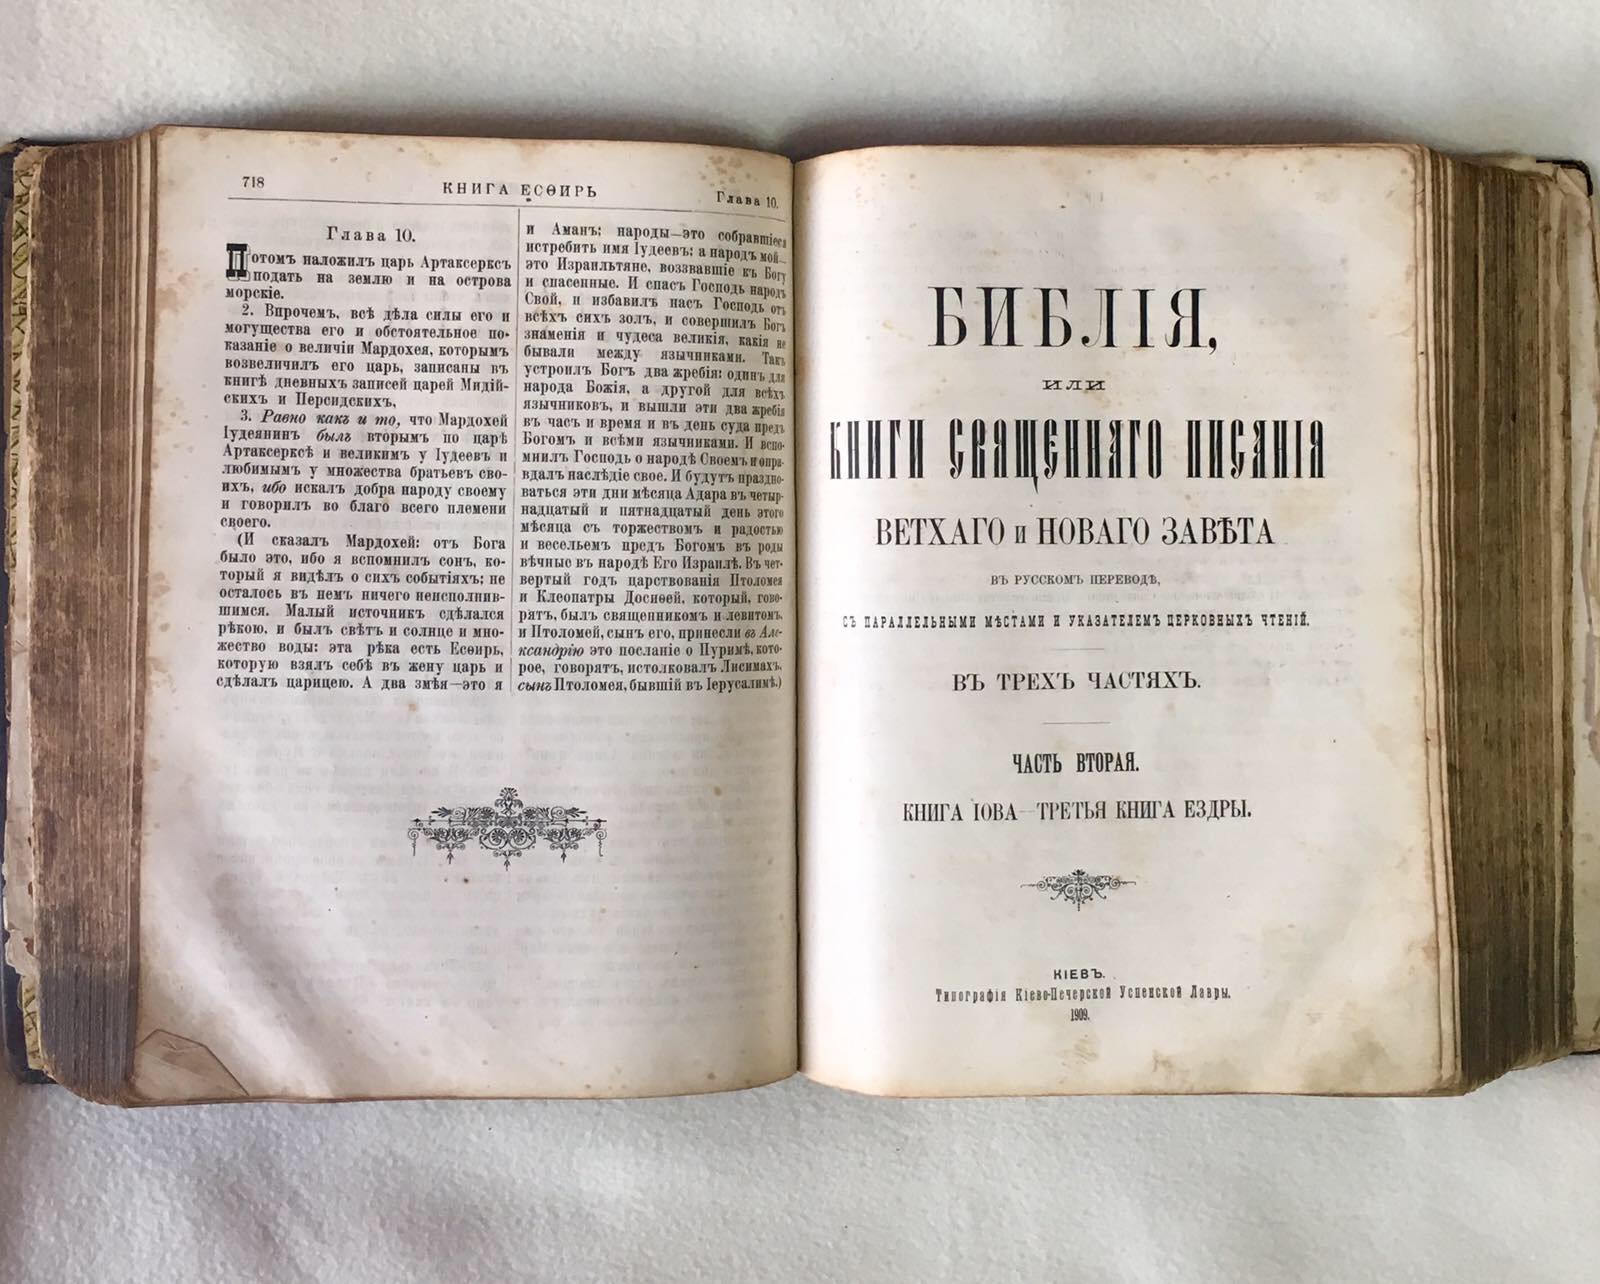 718
КНИГА ЕСѲИРЬ
Глава 10.
Глава 10.
Потомъ наложилъ царь Артаксерксъ
подать на землю и на острова
морскіе.
2. Впрочемъ, всѣ дѣла силы его и
могущества его и обстоятельное по-
казаніе о величіи Мардохея, которымъ
возвеличилъ его царь, записаны въ
книгѣ дневныхъ записей царей Мидій-
скихъ и Персидскихъ,
3. Равно какъ и то, что Мардохей
Іудеянинъ былъ вторымъ по царѣ
Артаксерксѣ и великимъ у Іудеевъ и
любимымъ у множества братьевъ сво-
ихъ, ибо искалъ добра народу своему
и говорилъ во благо всего племени
своего.
(И сказалъ Мардохей: отъ Бога
было это, ибо я вспомнилъ сон, ко-
торый я видѣлъ о сихъ событіяхъ; не
осталось в немъ ничего неисполнив-
шимся. Малый источникъ сдѣлался
рѣкою, и былъ свѣтъ и солнце и мно-
жество воды: эта рѣка есть Есѳирь,
которую взялъ себѣ в жену царь и
сдѣлалъ царицею. А два змѣя—это я
и Аманъ; народы—это собравшіеся
истребить имя Іудеевъ; а народъ мой—
это Израильтяне, воззвавшіе къ Богу
и спасенные. И спасъ Господь народъ
Свой, и избавилъ насъ Господь отъ
всѣхъ сихъ золъ, и совершилъ Богъ
знаменія и чудеса великія, какія не
бывали между язычниками. Такъ
устроилъ Богъ два жребія: одинъ для
народа Божія, а другой для всѣхъ
язычниковъ, и вышли эти два жребія
въ часъ и время и въ день суда предъ
Богомъ и всѣми язычниками. И вспо-
мнилъ Господь о народѣ Своемъ и опра-
вдалъ наслѣдіе свое. И будутъ праздно-
ваться эти дни мѣсяца Адара въ четыр-
надцатый и пятнадцатый день этого
мѣсяца съ торжествомъ и радостью
и весельемъ предъ Богомъ въ роды
вѣчные въ народѣ Его Израилѣ. Въ чет-
вертый годъ царствованія Птоломея
и Клеопатры Досиѳей, который, гово-
рятъ, былъ священникомъ и левитомъ,
и Птоломей, сынъ его, принесли въ Але-
ксандрію это посланіе о Пуримѣ, кото-
рое, говорятъ, истолковалъ Лисимахъ,
сынъ Птоломея, бывшій въ Іерусалимѣ.)
БИБЛІЯ,
или
КНИГИ СВЯЩЕННАГО ПИСАНІЯ
ВЕТХАГО И НОВАГО ЗАВѢТА
ВЪ РУССКОМЪ ПЕРЕВОДѢ,
СЪ ПАРАЛЛЕЛЬНЫМИ МѢСТАМИ И УКАЗАТЕЛЕМЪ ЦЕРКОВНЫХЪ ЧТЕНІЙ.
ВЪ ТРЕХЪ ЧАСТЯХЪ.
ЧАСТЬ ВТОРАЯ.
КНИГА ІОВА—ТРЕТЬЯ КНИГА ЕЗДРЫ.
КІЕВЪ.
Типографія Кіево-Печерской Успенской Лавры.
1909.